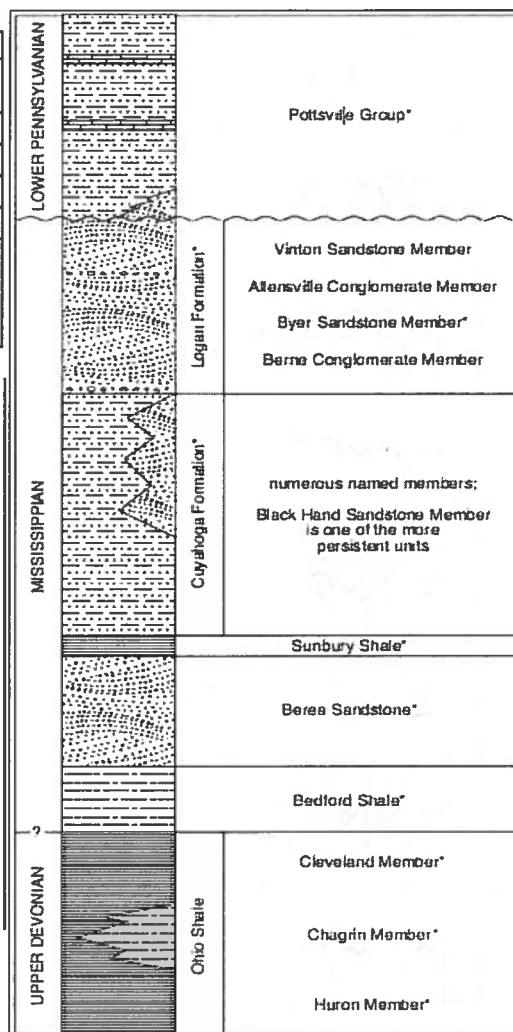 LOWER PENNSYLVANIAN
Pottsville Group*
MISSISSIPPIAN
Logan Formation*
Vinton Sandstone Member
Allensville Conglomerate Member
Byer Sandstone Member*
Berne Conglomerate Member
Cuyahoga Formation*
numerous named members;
Black Hand Sandstone Member
is one of the more
persistent units
Sunbury Shale*
Berea Sandstone*
Bedford Shale*
?
UPPER DEVONIAN
Ohio Shale
Cleveland Member*
Chagrin Member*
Huron Member*